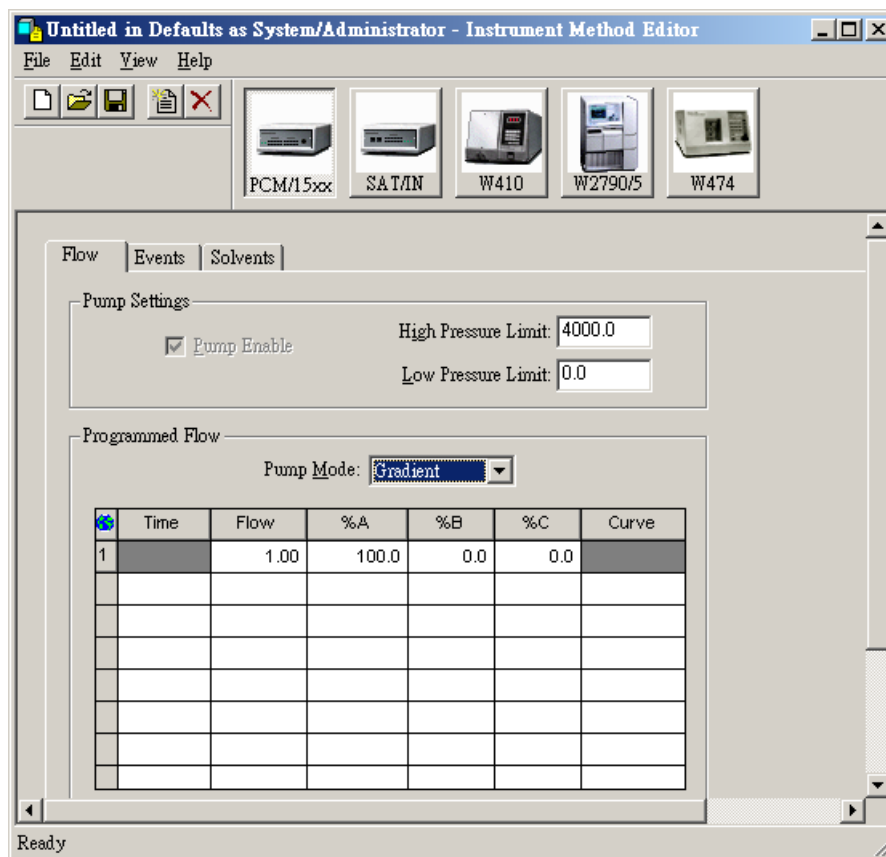 Untitled in Defaults as System/Administrator - Instrument Method Editor
File Edit View Help
PCM/15xx SAT/IN W410 W2790/5 W474
Flow Events Solvents
Pump Settings
Pump Enable
High Pressure Limit: 4000.0
Low Pressure Limit: 0.0
Programmed Flow
Pump Mode: Gradient
Time Flow %A %B %C Curve
1 1.00 100.0 0.0 0.0
Ready